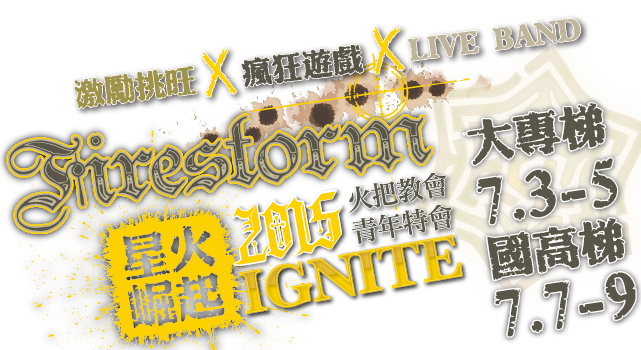 激勵挑旺 X 瘋狂遊戲 X LIVE BAND
Firestorm
2015
火把教會
青年特會
IGNITE
星火
崛起
大專梯
7.3-5
國高梯
7.7-9